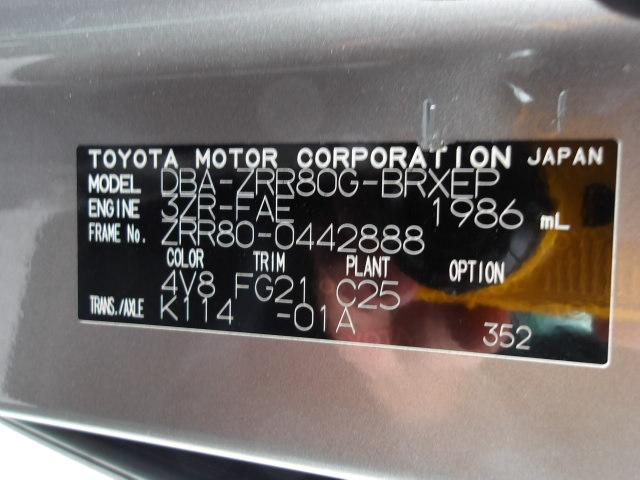 TOYOTA MOTOR CORPORATION JAPAN
MODEL DBA-ZRR80G-BRXEP
ENGINE 3ZR-FAE 1986 mL
FRAME No. ZRR80-0442888
COLOR TRIM PLANT OPTION
4V8 FG21 C25
TRANS./AXLE K114 -01A
352